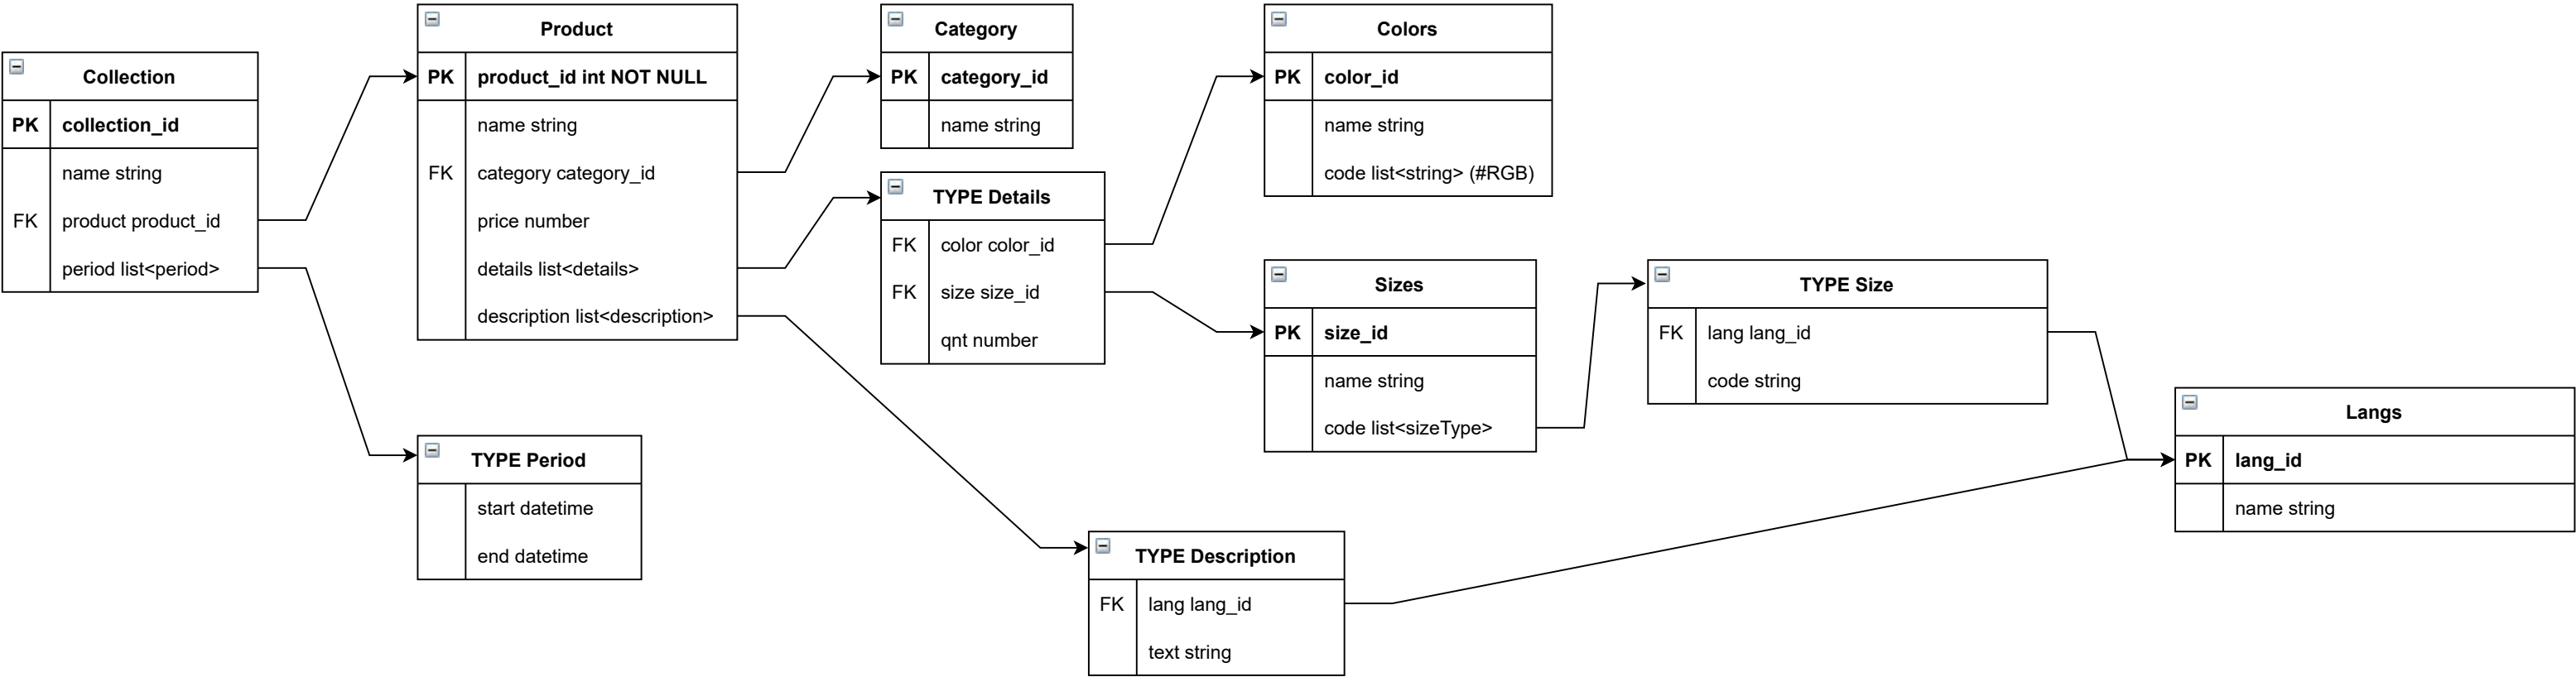 Collection
PK collection_id
name string
FK product product_id
period list<period>
Product
PK product_id int NOT NULL
name string
FK category category_id
price number
details list<details>
description list<description>
TYPE Period
start datetime
end datetime
Category
PK category_id
name string
TYPE Details
FK color color_id
FK size size_id
qnt number
TYPE Description
FK lang lang_id
text string
Colors
PK color_id
name string
code list<string> (#RGB)
Sizes
PK size_id
name string
code list<sizeType>
TYPE Size
FK lang lang_id
code string
Langs
PK lang_id
name string